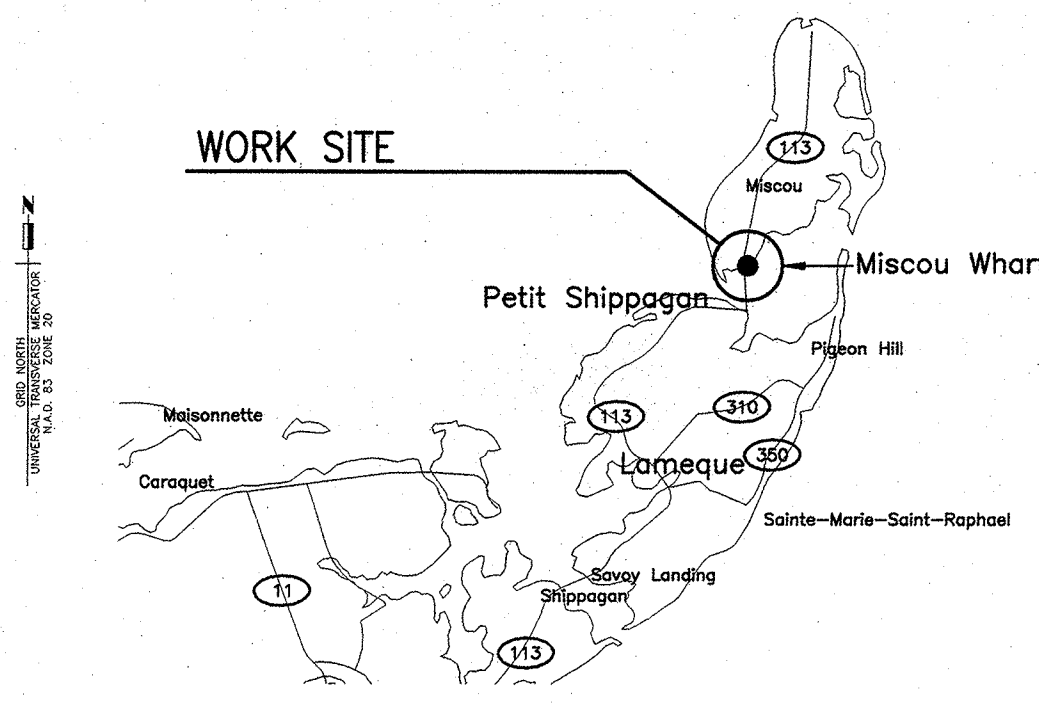 WORK SITE
113
Miscou
Miscou Whar
Petit Shippagan
Pigeon Hill
N
GRID NORTH
UNIVERSAL TRANSVERSE MERCATOR
N.A.D. 83 ZONE 20
Maisonnette
113
310
Lameque
350
Caraquet
Sainte-Marie-Saint-Raphael
11
Savoy Landing
Shippagan
113